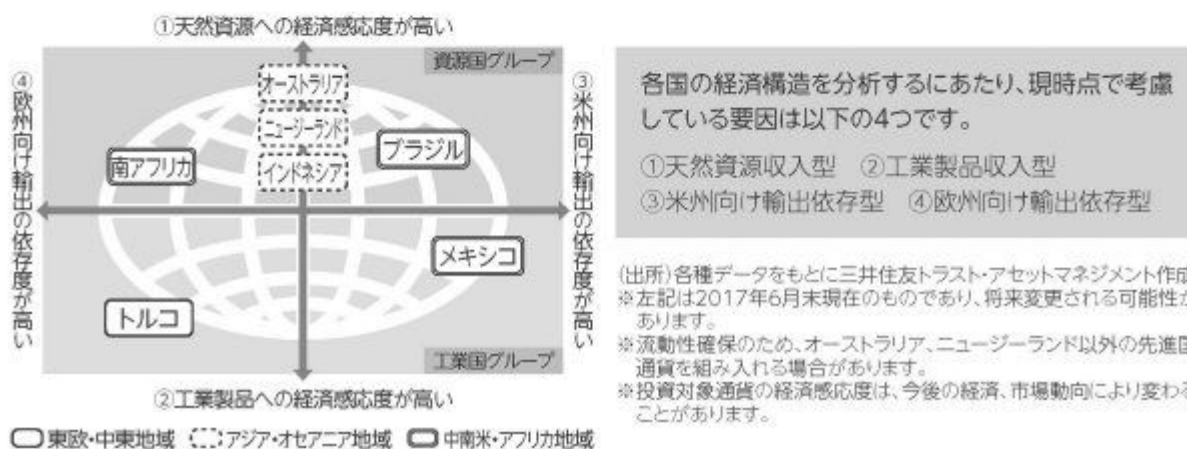 ①天然資源への経済感応度が高い
資源国グループ
④欧州向け輸出の依存度が高い
オーストラリア
ニュージーランド
インドネシア
南アフリカ
ブラジル
③米州向け輸出の依存度が高い
メキシコ
トルコ
工業国グループ
②工業製品への経済感応度が高い
東欧・中東地域 アジア・オセアニア地域 中南米・アフリカ地域
各国の経済構造を分析するにあたり、現時点で考慮
している要因は以下の4つです。
①天然資源収入型 ②工業製品収入型
③米州向け輸出依存型 ④欧州向け輸出依存型
(出所)各種データをもとに三井住友トラスト・アセットマネジメント作成
※左記は2017年6月末現在のものであり、将来変更される可能性が
あります。
※流動性確保のため、オーストラリア、ニュージーランド以外の先進国
通貨を組み入れる場合があります。
※投資対象通貨の経済感応度は、今後の経済、市場動向により変わる
ことがあります。